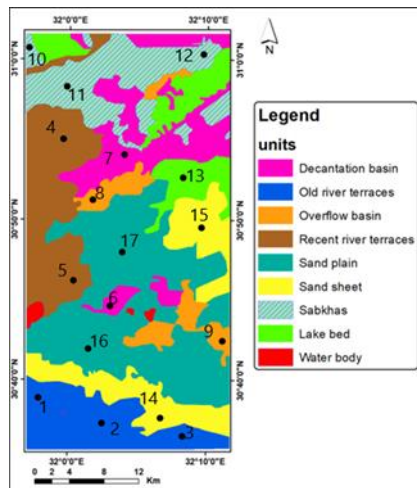 32°0'0"E 32°10'0"E
N
10 12
31°0'0"N 31°0'0"N
11
4
7
13
8
15
30°50'0"N 30°50'0"N
17
5
6
9
16
30°40'0"N 30°40'0"N
14
1
2 3
32°0'0"E 32°10'0"E
0 2 4 8 12
Km
Legend
units
Decantation basin
Old river terraces
Overflow basin
Recent river terraces
Sand plain
Sand sheet
Sabkhas
Lake bed
Water body